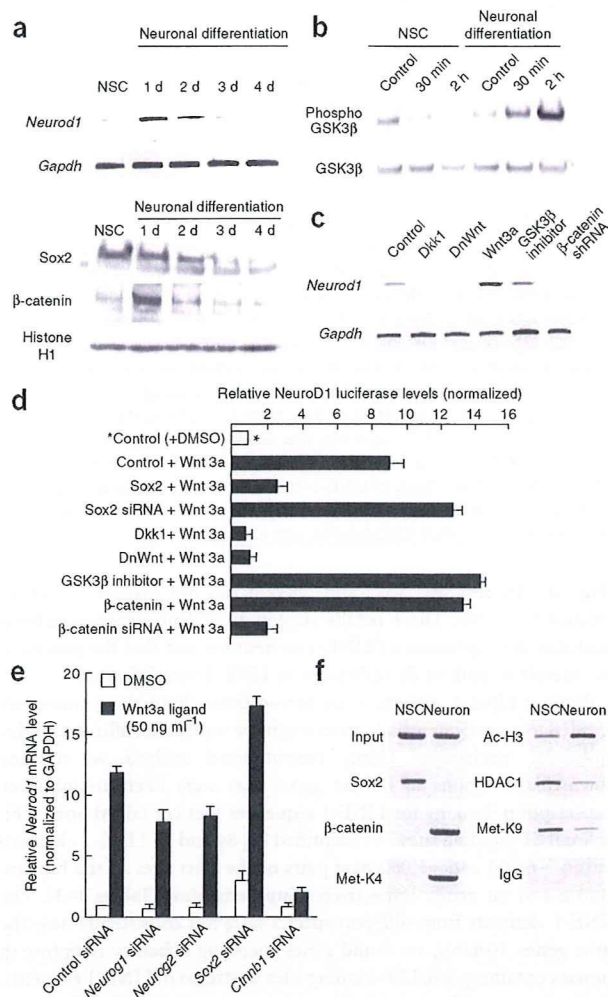 a
Neuronal differentiation
NSC 1 d 2 d 3 d 4 d
Neurod1
Gapdh
Neuronal differentiation
NSC 1 d 2 d 3 d 4 d
Sox2
β-catenin
Histone
H1
b
NSC
Neuronal
differentiation
Control 30 min 2 h Control 30 min 2 h
Phospho
GSK3β
GSK3β
c
Control Dkk1 DnWnt Wnt3a GSK3β inhibitor β-catenin shRNA
Neurod1
Gapdh
d
Relative NeuroD1 luciferase levels (normalized)
2 4 6 8 10 12 14 16
*Control (+DMSO) *
Control + Wnt 3a
Sox2 + Wnt 3a
Sox2 siRNA + Wnt 3a
Dkk1+ Wnt 3a
DnWnt + Wnt 3a
GSK3β inhibitor + Wnt 3a
β-catenin + Wnt 3a
β-catenin siRNA + Wnt 3a
e
Relative Neurod1 mRNA level
(normalized to GAPDH)
20
15
10
5
0
DMSO
Wnt3a ligand
(50 ng ml⁻¹)
Control siRNA
Neurog1 siRNA
Neurog2 siRNA
Sox2 siRNA
Ctnnb1 siRNA
f
NSCNeuron
Input
Sox2
β-catenin
Met-K4
NSCNeuron
Ac-H3
HDAC1
Met-K9
IgG